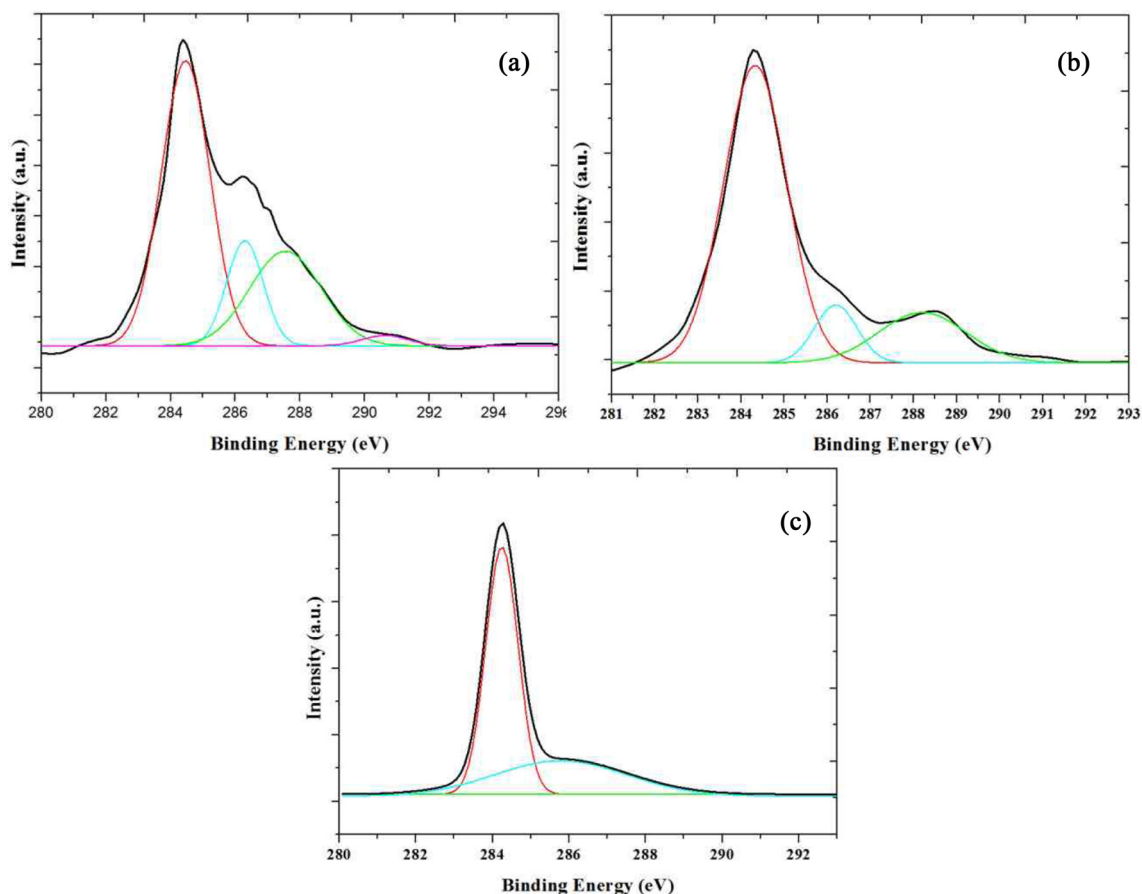 (a)
Intensity (a.u.)
280 282 284 286 288 290 292 294 296
Binding Energy (eV)
(b)
Intensity (a.u.)
281 282 283 284 285 286 287 288 289 290 291 292 293
Binding Energy (eV)
(c)
Intensity (a.u.)
280 282 284 286 288 290 292
Binding Energy (eV)